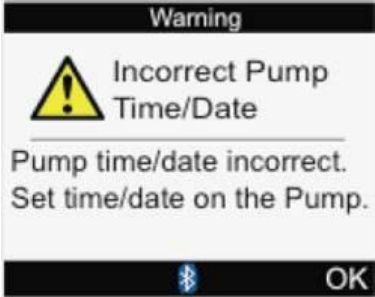 Warning
Incorrect Pump
Time/Date
Pump time/date incorrect.
Set time/date on the Pump.
OK